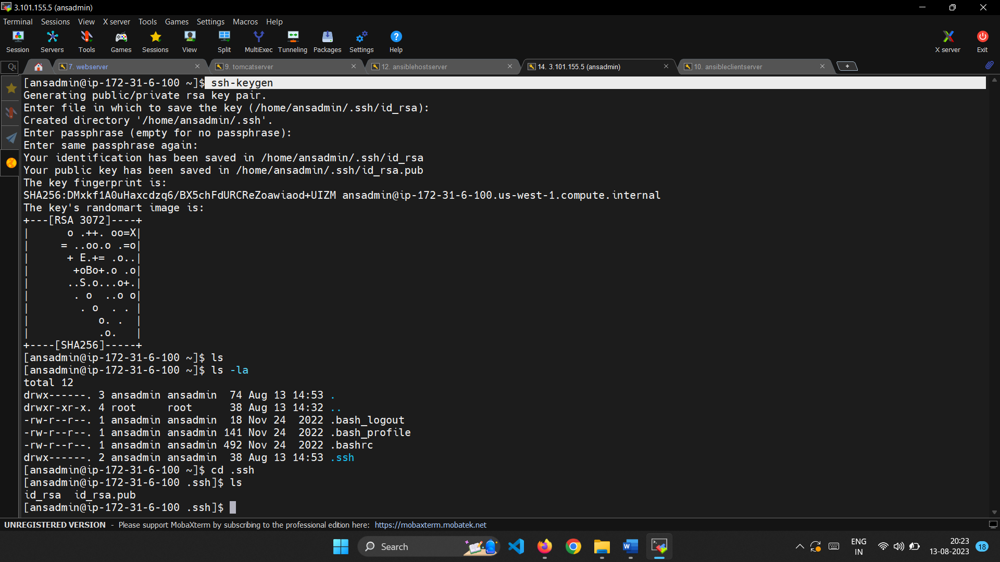 3.101.155.5 (ansadmin)
Terminal Sessions View X server Tools Games Settings Macros Help
Session Servers Tools Games Sessions View Split MultiExec Tunneling Packages Settings Help X server Exit
Qu 7. webserver 9. tomcatserver 12. ansiblehostserver 14. 3.101.155.5 (ansadmin) 10. ansibleclientserver
[ansadmin@ip-172-31-6-100 ~]$ ssh-keygen
Generating public/private rsa key pair.
Enter file in which to save the key (/home/ansadmin/.ssh/id_rsa):
Created directory '/home/ansadmin/.ssh'.
Enter passphrase (empty for no passphrase):
Enter same passphrase again:
Your identification has been saved in /home/ansadmin/.ssh/id_rsa
Your public key has been saved in /home/ansadmin/.ssh/id_rsa.pub
The key fingerprint is:
SHA256:DMxkf1A0uHaxcdzq6/BX5chFdURCReZoawiaod+UIZM ansadmin@ip-172-31-6-100.us-west-1.compute.internal
The key's randomart image is:
+---[RSA 3072]----+
|      o .++. oo=X|
|     = ..oo.o .=o|
|      + E.+= .o..|
|       +oBo+.o .o|
|      ..S.o...o+.|
|       . o  ..o o|
|        . o  . . |
|           o. .  |
|           .o.   |
+----[SHA256]-----+
[ansadmin@ip-172-31-6-100 ~]$ ls
[ansadmin@ip-172-31-6-100 ~]$ ls -la
total 12
drwx------. 3 ansadmin ansadmin  74 Aug 13 14:53 .
drwxr-xr-x. 4 root     root      38 Aug 13 14:32 ..
-rw-r--r--. 1 ansadmin ansadmin  18 Nov 24  2022 .bash_logout
-rw-r--r--. 1 ansadmin ansadmin 141 Nov 24  2022 .bash_profile
-rw-r--r--. 1 ansadmin ansadmin 492 Nov 24  2022 .bashrc
drwx------. 2 ansadmin ansadmin  38 Aug 13 14:53 .ssh
[ansadmin@ip-172-31-6-100 ~]$ cd .ssh
[ansadmin@ip-172-31-6-100 .ssh]$ ls
id_rsa  id_rsa.pub
[ansadmin@ip-172-31-6-100 .ssh]$
UNREGISTERED VERSION - Please support MobaXterm by subscribing to the professional edition here: https://mobaxterm.mobatek.net
Search
ENG
IN
20:23
13-08-2023
18